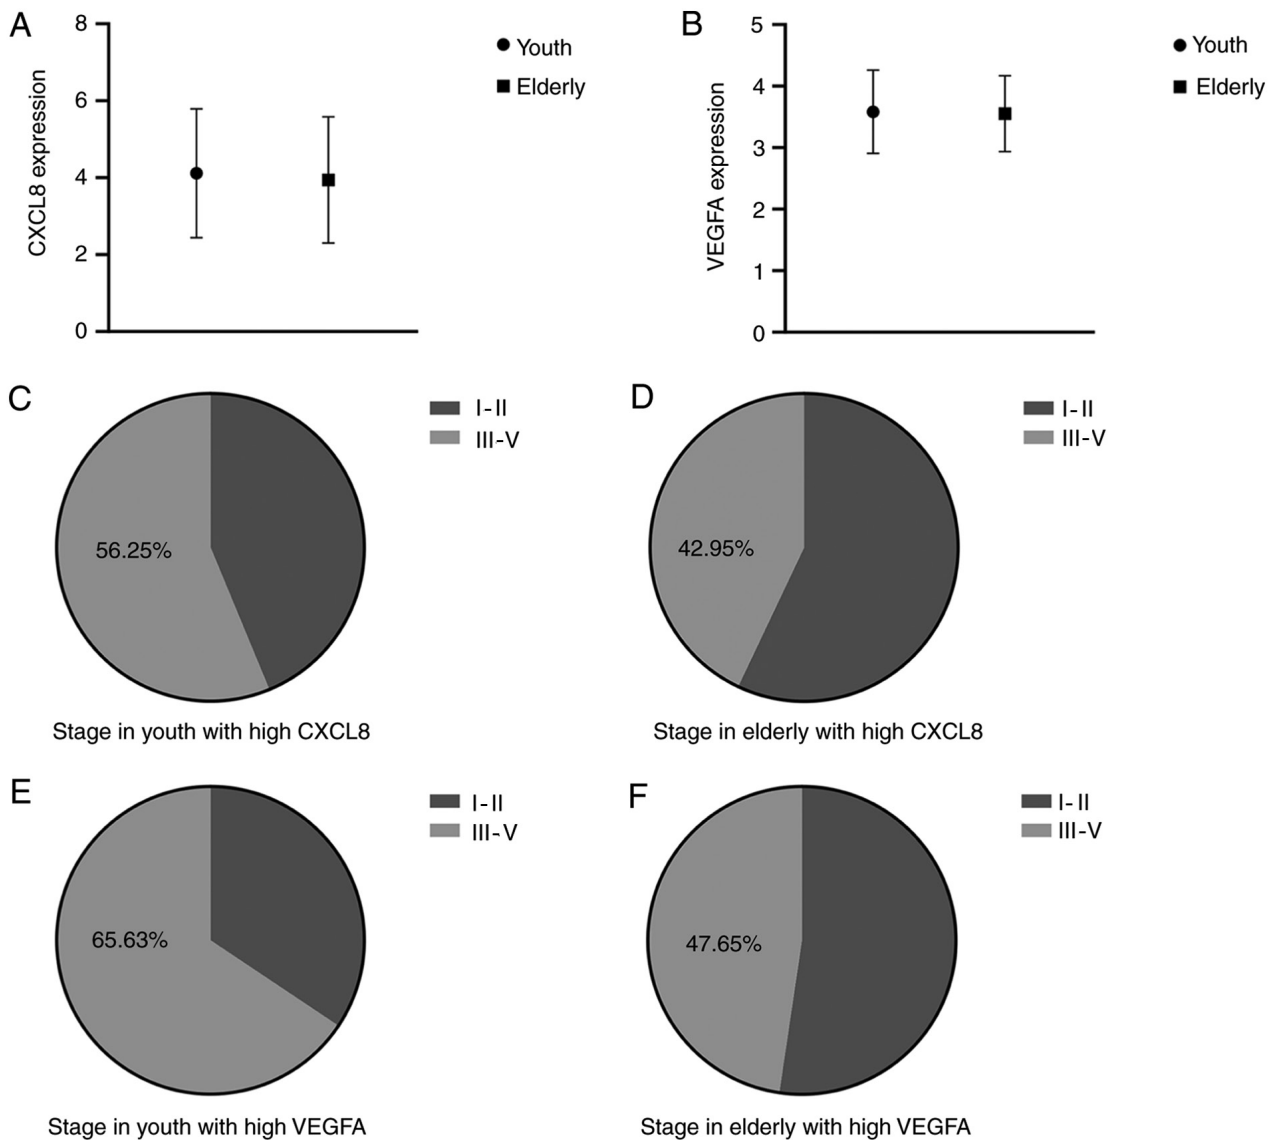 A
8
6
4
2
0
CXCL8 expression
Youth
Elderly
B
5
4
3
2
1
0
VEGFA expression
Youth
Elderly
C
I-II
III-V
56.25%
Stage in youth with high CXCL8
D
I-II
III-V
42.95%
Stage in elderly with high CXCL8
E
I-II
III-V
65.63%
Stage in youth with high VEGFA
F
I-II
III-V
47.65%
Stage in elderly with high VEGFA